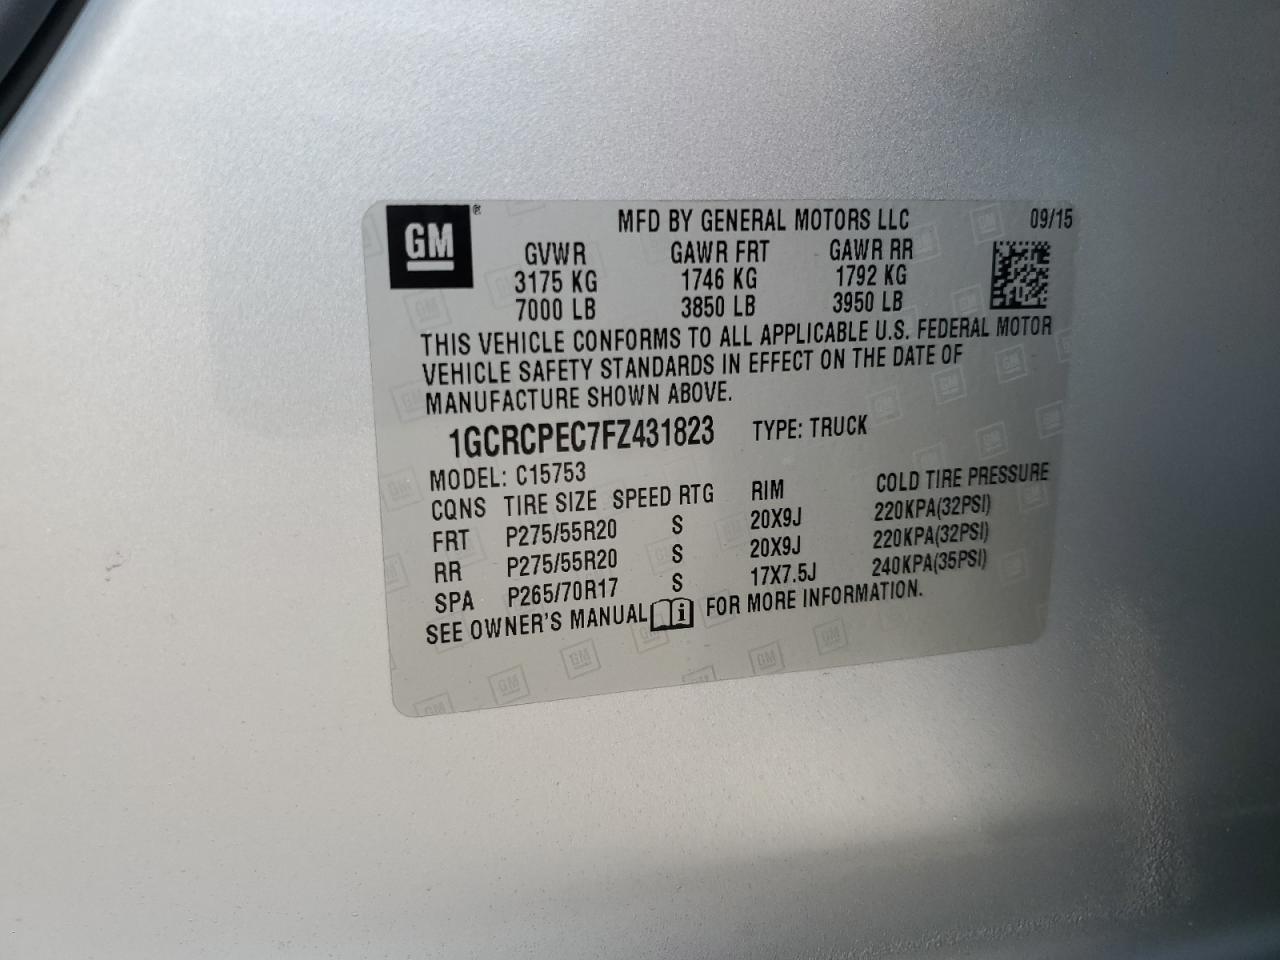 GM®
MFD BY GENERAL MOTORS LLC 09/15
GVWR GAWR FRT GAWR RR
3175 KG 1746 KG 1792 KG
7000 LB 3850 LB 3950 LB
THIS VEHICLE CONFORMS TO ALL APPLICABLE U.S. FEDERAL MOTOR
VEHICLE SAFETY STANDARDS IN EFFECT ON THE DATE OF
MANUFACTURE SHOWN ABOVE.
1GCRCPEC7FZ431823 TYPE: TRUCK
MODEL: C15753
CQNS TIRE SIZE SPEED RTG RIM COLD TIRE PRESSURE
FRT P275/55R20 S 20X9J 220KPA(32PSI)
RR P275/55R20 S 20X9J 220KPA(32PSI)
SPA P265/70R17 S 17X7.5J 240KPA(35PSI)
SEE OWNER'S MANUAL FOR MORE INFORMATION.